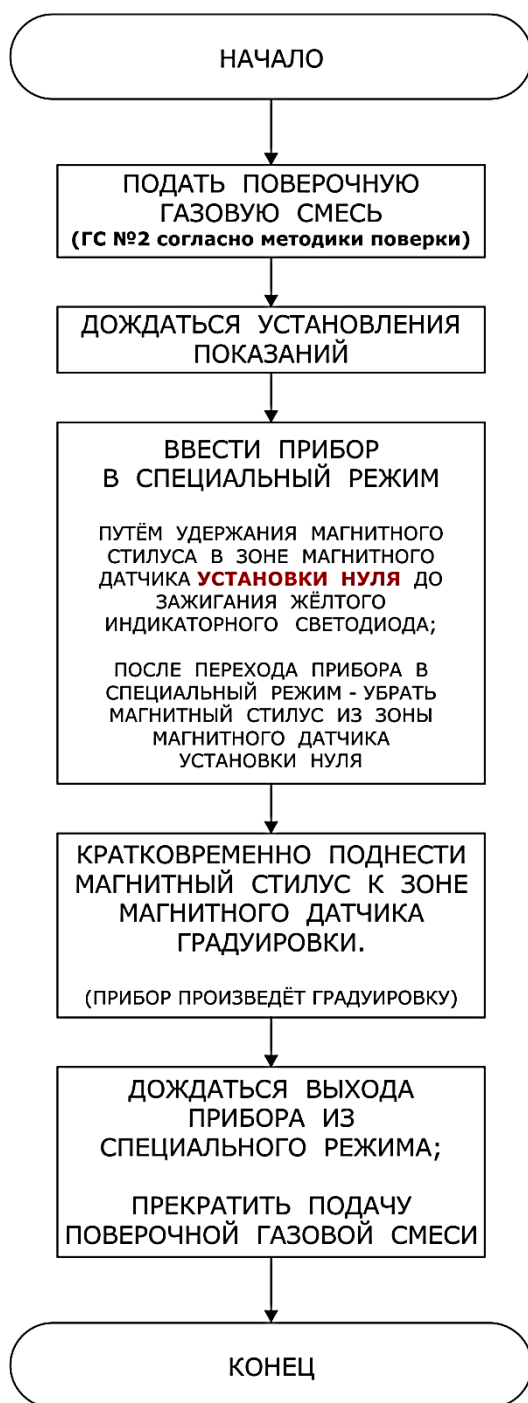 НАЧАЛО
ПОДАТЬ ПОВЕРОЧНУЮ
ГАЗОВУЮ СМЕСЬ
(ГС №2 согласно методики поверки)
ДОЖДАТЬСЯ УСТАНОВЛЕНИЯ
ПОКАЗАНИЙ
ВВЕСТИ ПРИБОР
В СПЕЦИАЛЬНЫЙ РЕЖИМ
ПУТЁМ УДЕРЖАНИЯ МАГНИТНОГО
СТИЛУСА В ЗОНЕ МАГНИТНОГО
ДАТЧИКА УСТАНОВКИ НУЛЯ ДО
ЗАЖИГАНИЯ ЖЁЛТОГО
ИНДИКАТОРНОГО СВЕТОДИОДА;
ПОСЛЕ ПЕРЕХОДА ПРИБОРА В
СПЕЦИАЛЬНЫЙ РЕЖИМ - УБРАТЬ
МАГНИТНЫЙ СТИЛУС ИЗ ЗОНЫ
МАГНИТНОГО ДАТЧИКА
УСТАНОВКИ НУЛЯ
КРАТКОВРЕМЕННО ПОДНЕСТИ
МАГНИТНЫЙ СТИЛУС К ЗОНЕ
МАГНИТНОГО ДАТЧИКА
ГРАДУИРОВКИ.
(ПРИБОР ПРОИЗВЕДЁТ ГРАДУИРОВКУ)
ДОЖДАТЬСЯ ВЫХОДА
ПРИБОРА ИЗ
СПЕЦИАЛЬНОГО РЕЖИМА;
ПРЕКРАТИТЬ ПОДАЧУ
ПОВЕРОЧНОЙ ГАЗОВОЙ СМЕСИ
КОНЕЦ